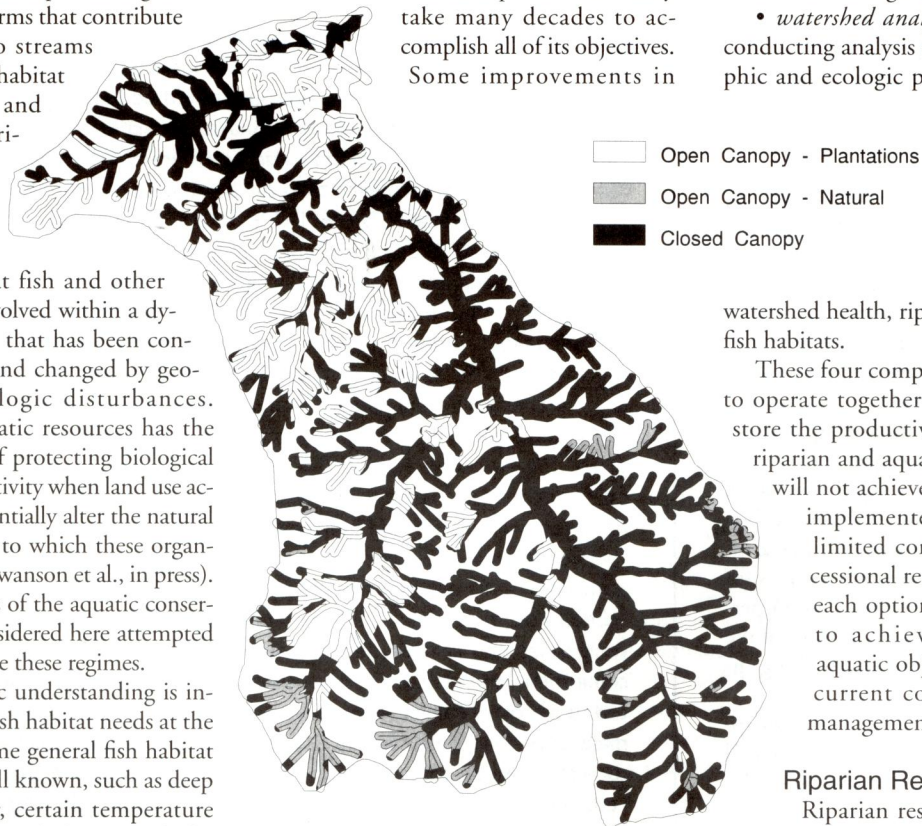 rms that contribute
o streams
habitat
and
ri-
t fish and other
volved within a dy-
that has been con-
nd changed by geo-
logic disturbances.
atic resources has the
f protecting biological
tivity when land use ac-
entially alter the natural
to which these organ-
wanson et al., in press).
of the aquatic conser-
sidered here attempted
e these regimes.
c understanding is in-
sh habitat needs at the
me general fish habitat
ll known, such as deep
, certain temperature
take many decades to ac-
complish all of its objectives.
Some improvements in
• watershed anal
conducting analysis
phic and ecologic p
Open Canopy - Plantations
Open Canopy - Natural
Closed Canopy
watershed health, rip
fish habitats.
These four comp
to operate together
store the productiv
riparian and aqua
will not achieve
implemente
limited con
cessional re
each option
to achiev
aquatic obj
current co
management
Riparian Re
Riparian res